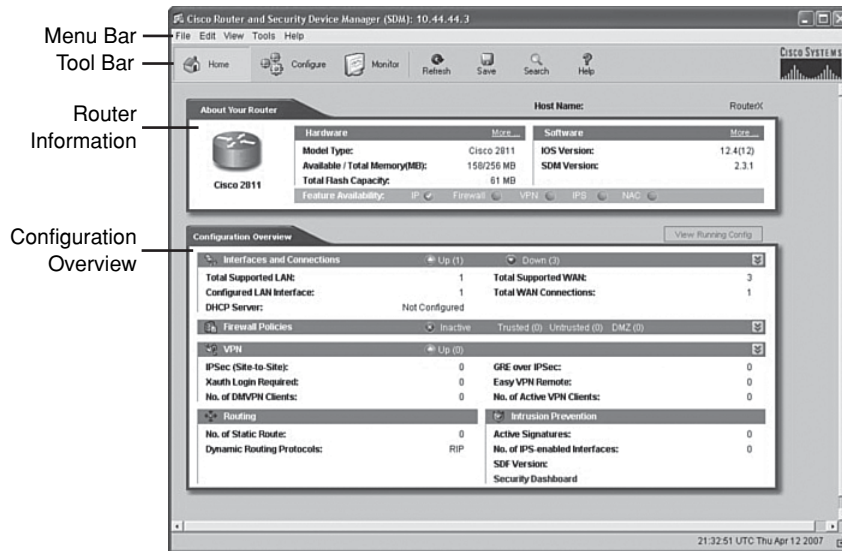 Cisco Router and Security Device Manager (SDM): 10.44.44.3
Menu Bar
File Edit View Tools Help
Tool Bar
Home Configure Monitor Refresh Save Search Help
CISCO SYSTEMS
Router Information
About Your Router
Host Name: RouterX
Cisco 2811
Hardware More ...
Model Type: Cisco 2811
Available / Total Memory(MB): 158/256 MB
Total Flash Capacity: 61 MB
Software More ...
IOS Version: 12.4(12)
SDM Version: 2.3.1
Feature Availability: IP Firewall VPN IPS NAC
Configuration Overview
Configuration Overview
View Running Config
Interfaces and Connections Up (1) Down (3)
Total Supported LAN: 1 Total Supported WAN: 3
Configured LAN Interface: 1 Total WAN Connections: 1
DHCP Server: Not Configured
Firewall Policies Inactive Trusted (0) Untrusted (0) DMZ (0)
VPN Up (0)
IPSec (Site-to-Site): 0 GRE over IPSec: 0
Xauth Login Required: 0 Easy VPN Remote: 0
No. of DMVPN Clients: 0 No. of Active VPN Clients: 0
Routing
No. of Static Route: 0
Dynamic Routing Protocols: RIP
Intrusion Prevention
Active Signatures: 0
No. of IPS-enabled Interfaces: 0
SDF Version:
Security Dashboard
21:32:51 UTC Thu Apr 12 2007